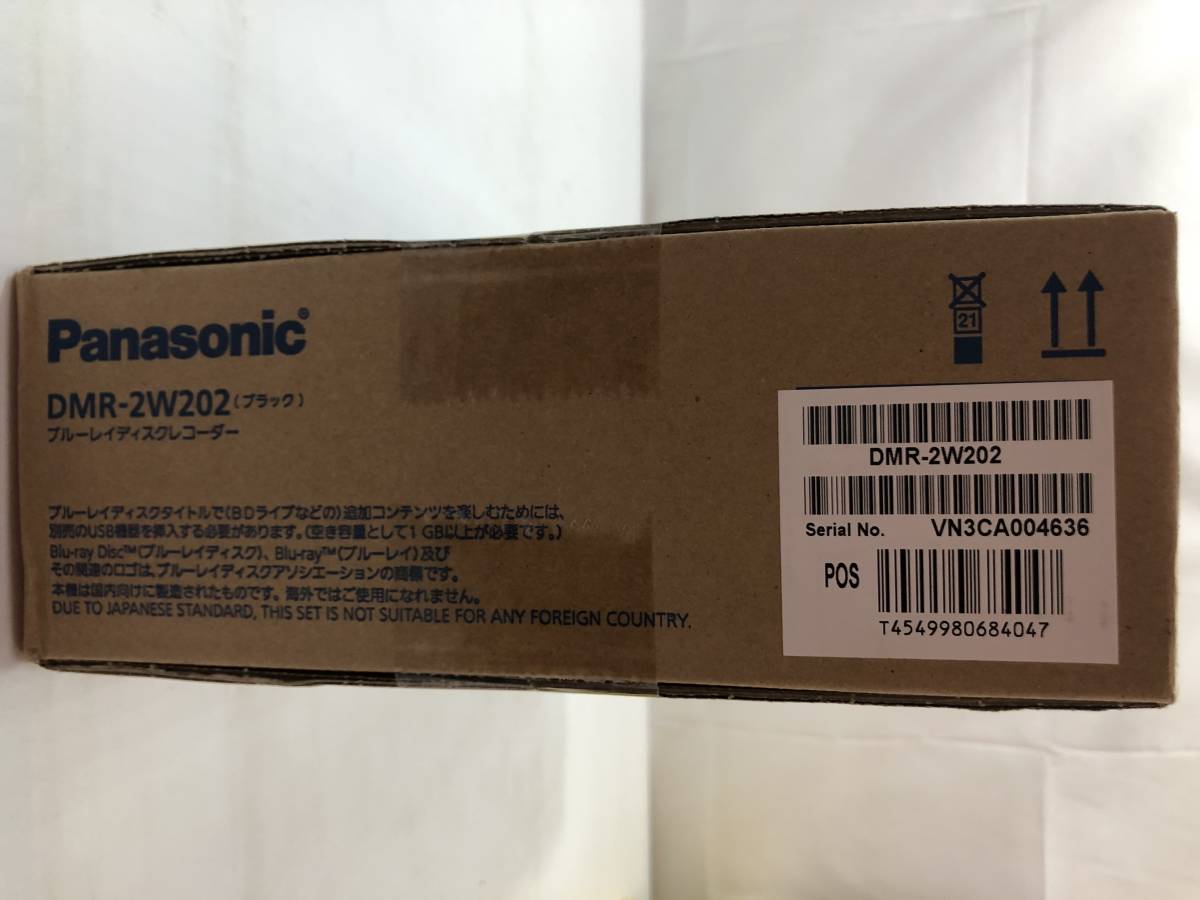 Panasonic®
DMR-2W202(ブラック)
ブルーレイディスクレコーダー
ブルーレイディスクタイトルで(BDライブなどの)追加コンテンツを楽しむためには、
別売のUSB機器を挿入する必要があります。(空き容量として1GB以上が必要です。)
Blu-ray Disc™(ブルーレイディスク)、Blu-ray™(ブルーレイ)及び
その関連のロゴは、ブルーレイディスクアソシエーションの商標です。
本機は国内向けに製造されたものです。海外ではご使用になれません。
DUE TO JAPANESE STANDARD, THIS SET IS NOT SUITABLE FOR ANY FOREIGN COUNTRY.
21
DMR-2W202
Serial No. VN3CA004636
POS
T4549980684047